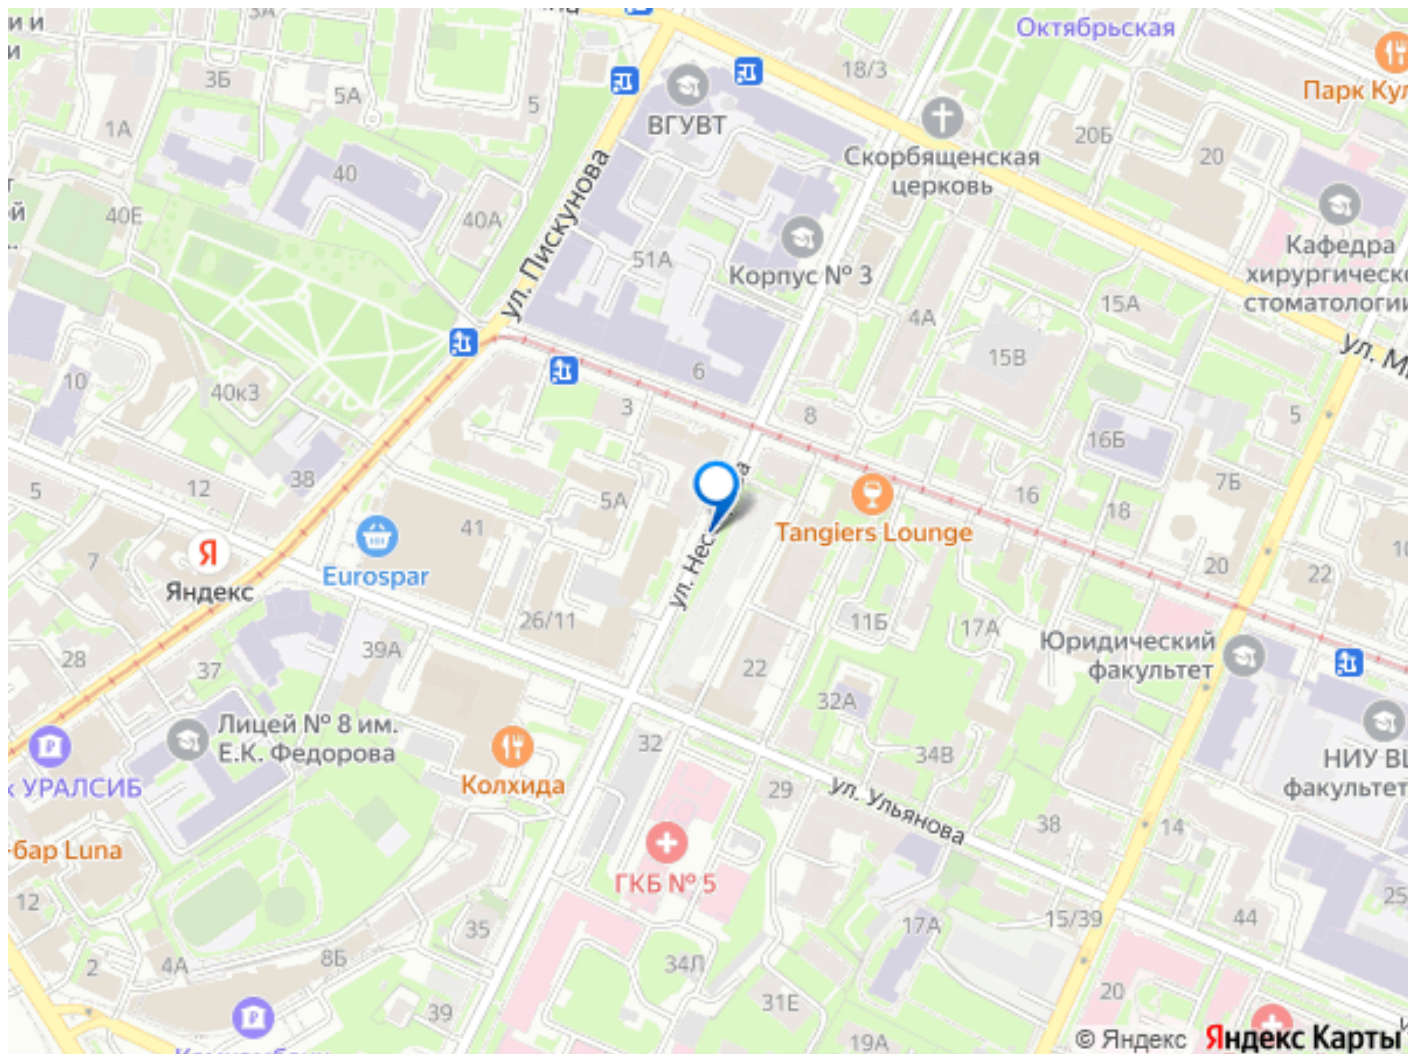 и и
и
Октябрьская
18/3
Парк Кул
3Б
5А
5
1А
ВГУВТ
20Б
20
Скорбященская
церковь
40
й
40Е
40А
ул. Пискунова
51А
Корпус № 3
Кафедра
хирургическо
стоматологии
15А
4А
15В
ул. М
6
10
40к3
3
8
5
16Б
38
12
5
5А
7Б
16
18
41
Tangiers Lounge
ул. Нес
а
7
Яндекс
Eurospar
20
22
10
26/11
11Б
17А
39А
Юридический
факультет
28
37
22
32А
Лицей № 8 им.
Е.К. Федорова
32
34В
НИУ ВШ
факультет
к УРАЛСИБ
Колхида
29
ул. Ульянова
38
14
-бар Luna
ГКБ № 5
25
12
35
17А
15/39
44
2
4А
8Б
34Л
31Е
20
39
19А
© Яндекс Яндекс Карты